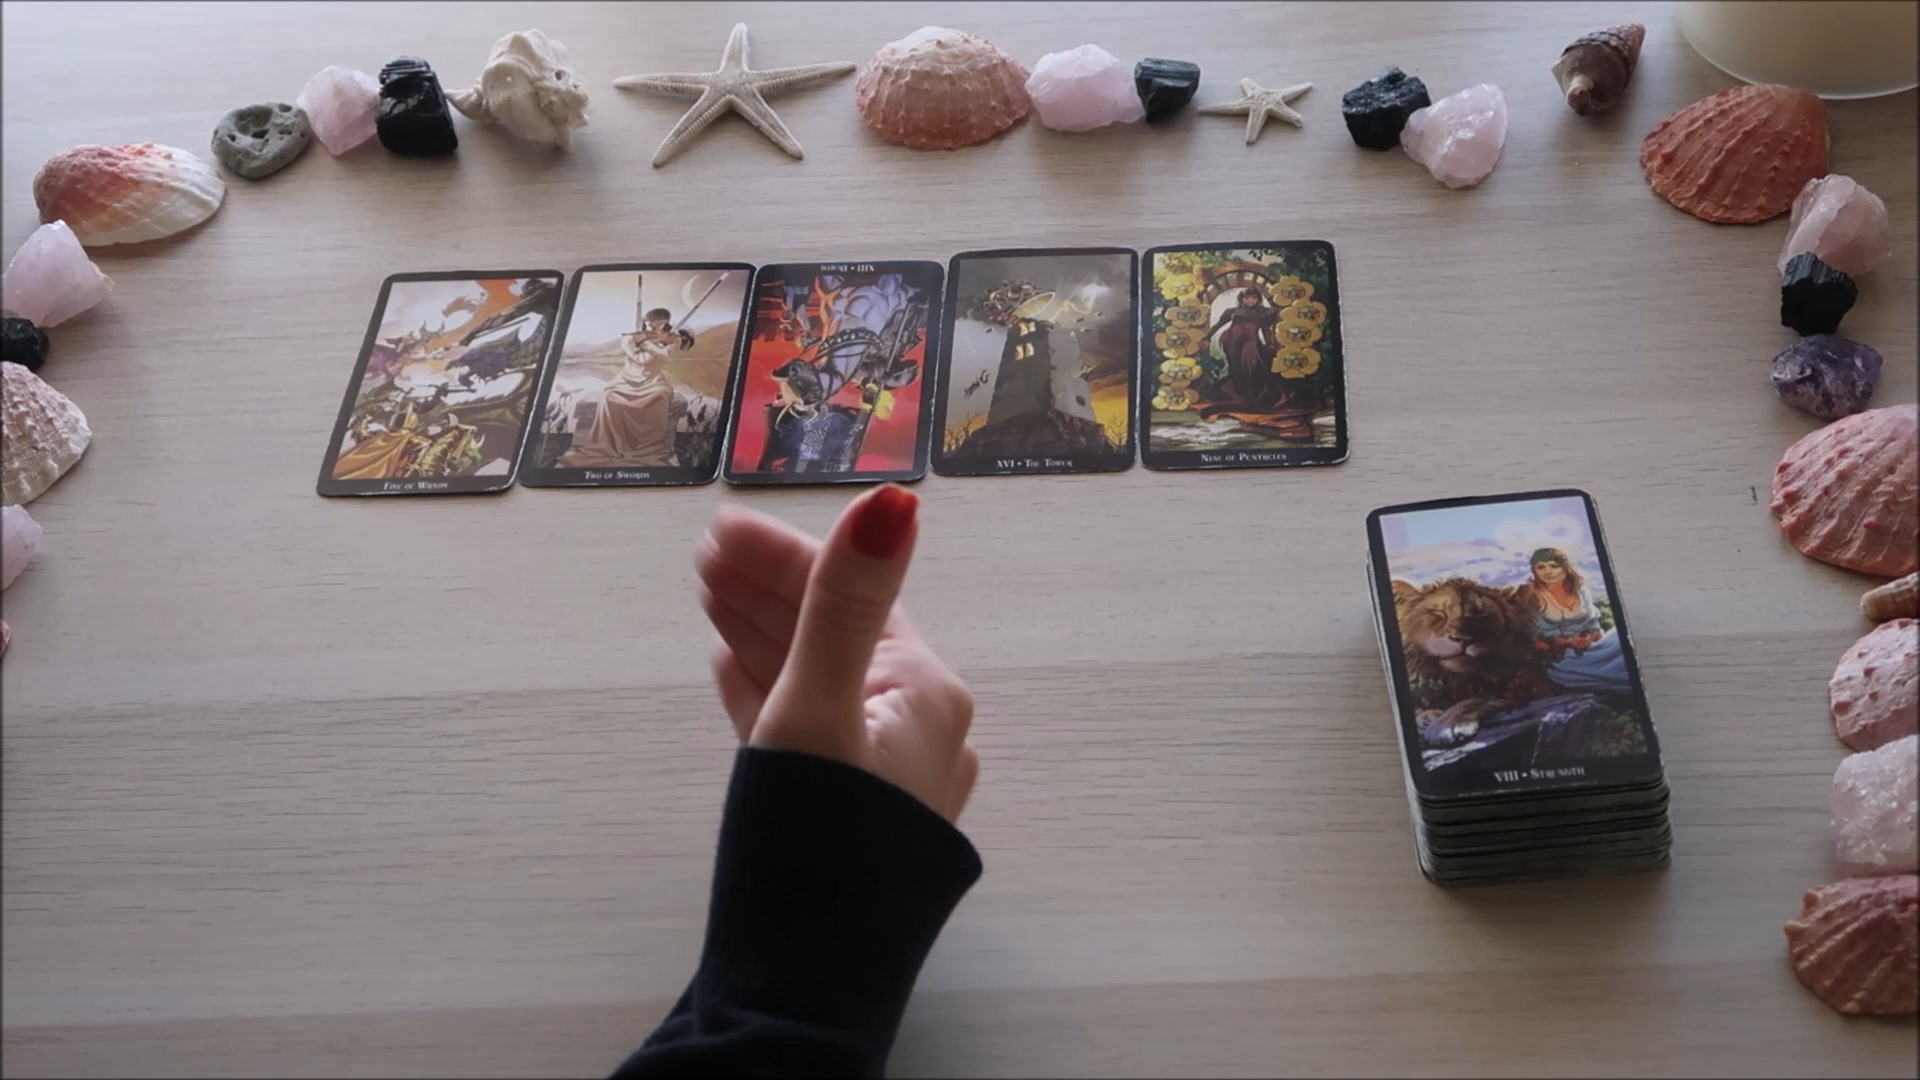 FIVE OF WANDS
TWO OF SWORDS
XIII • DEATH
XVI • THE TOWER
NINE OF PENTACLES
VIII • STRENGTH